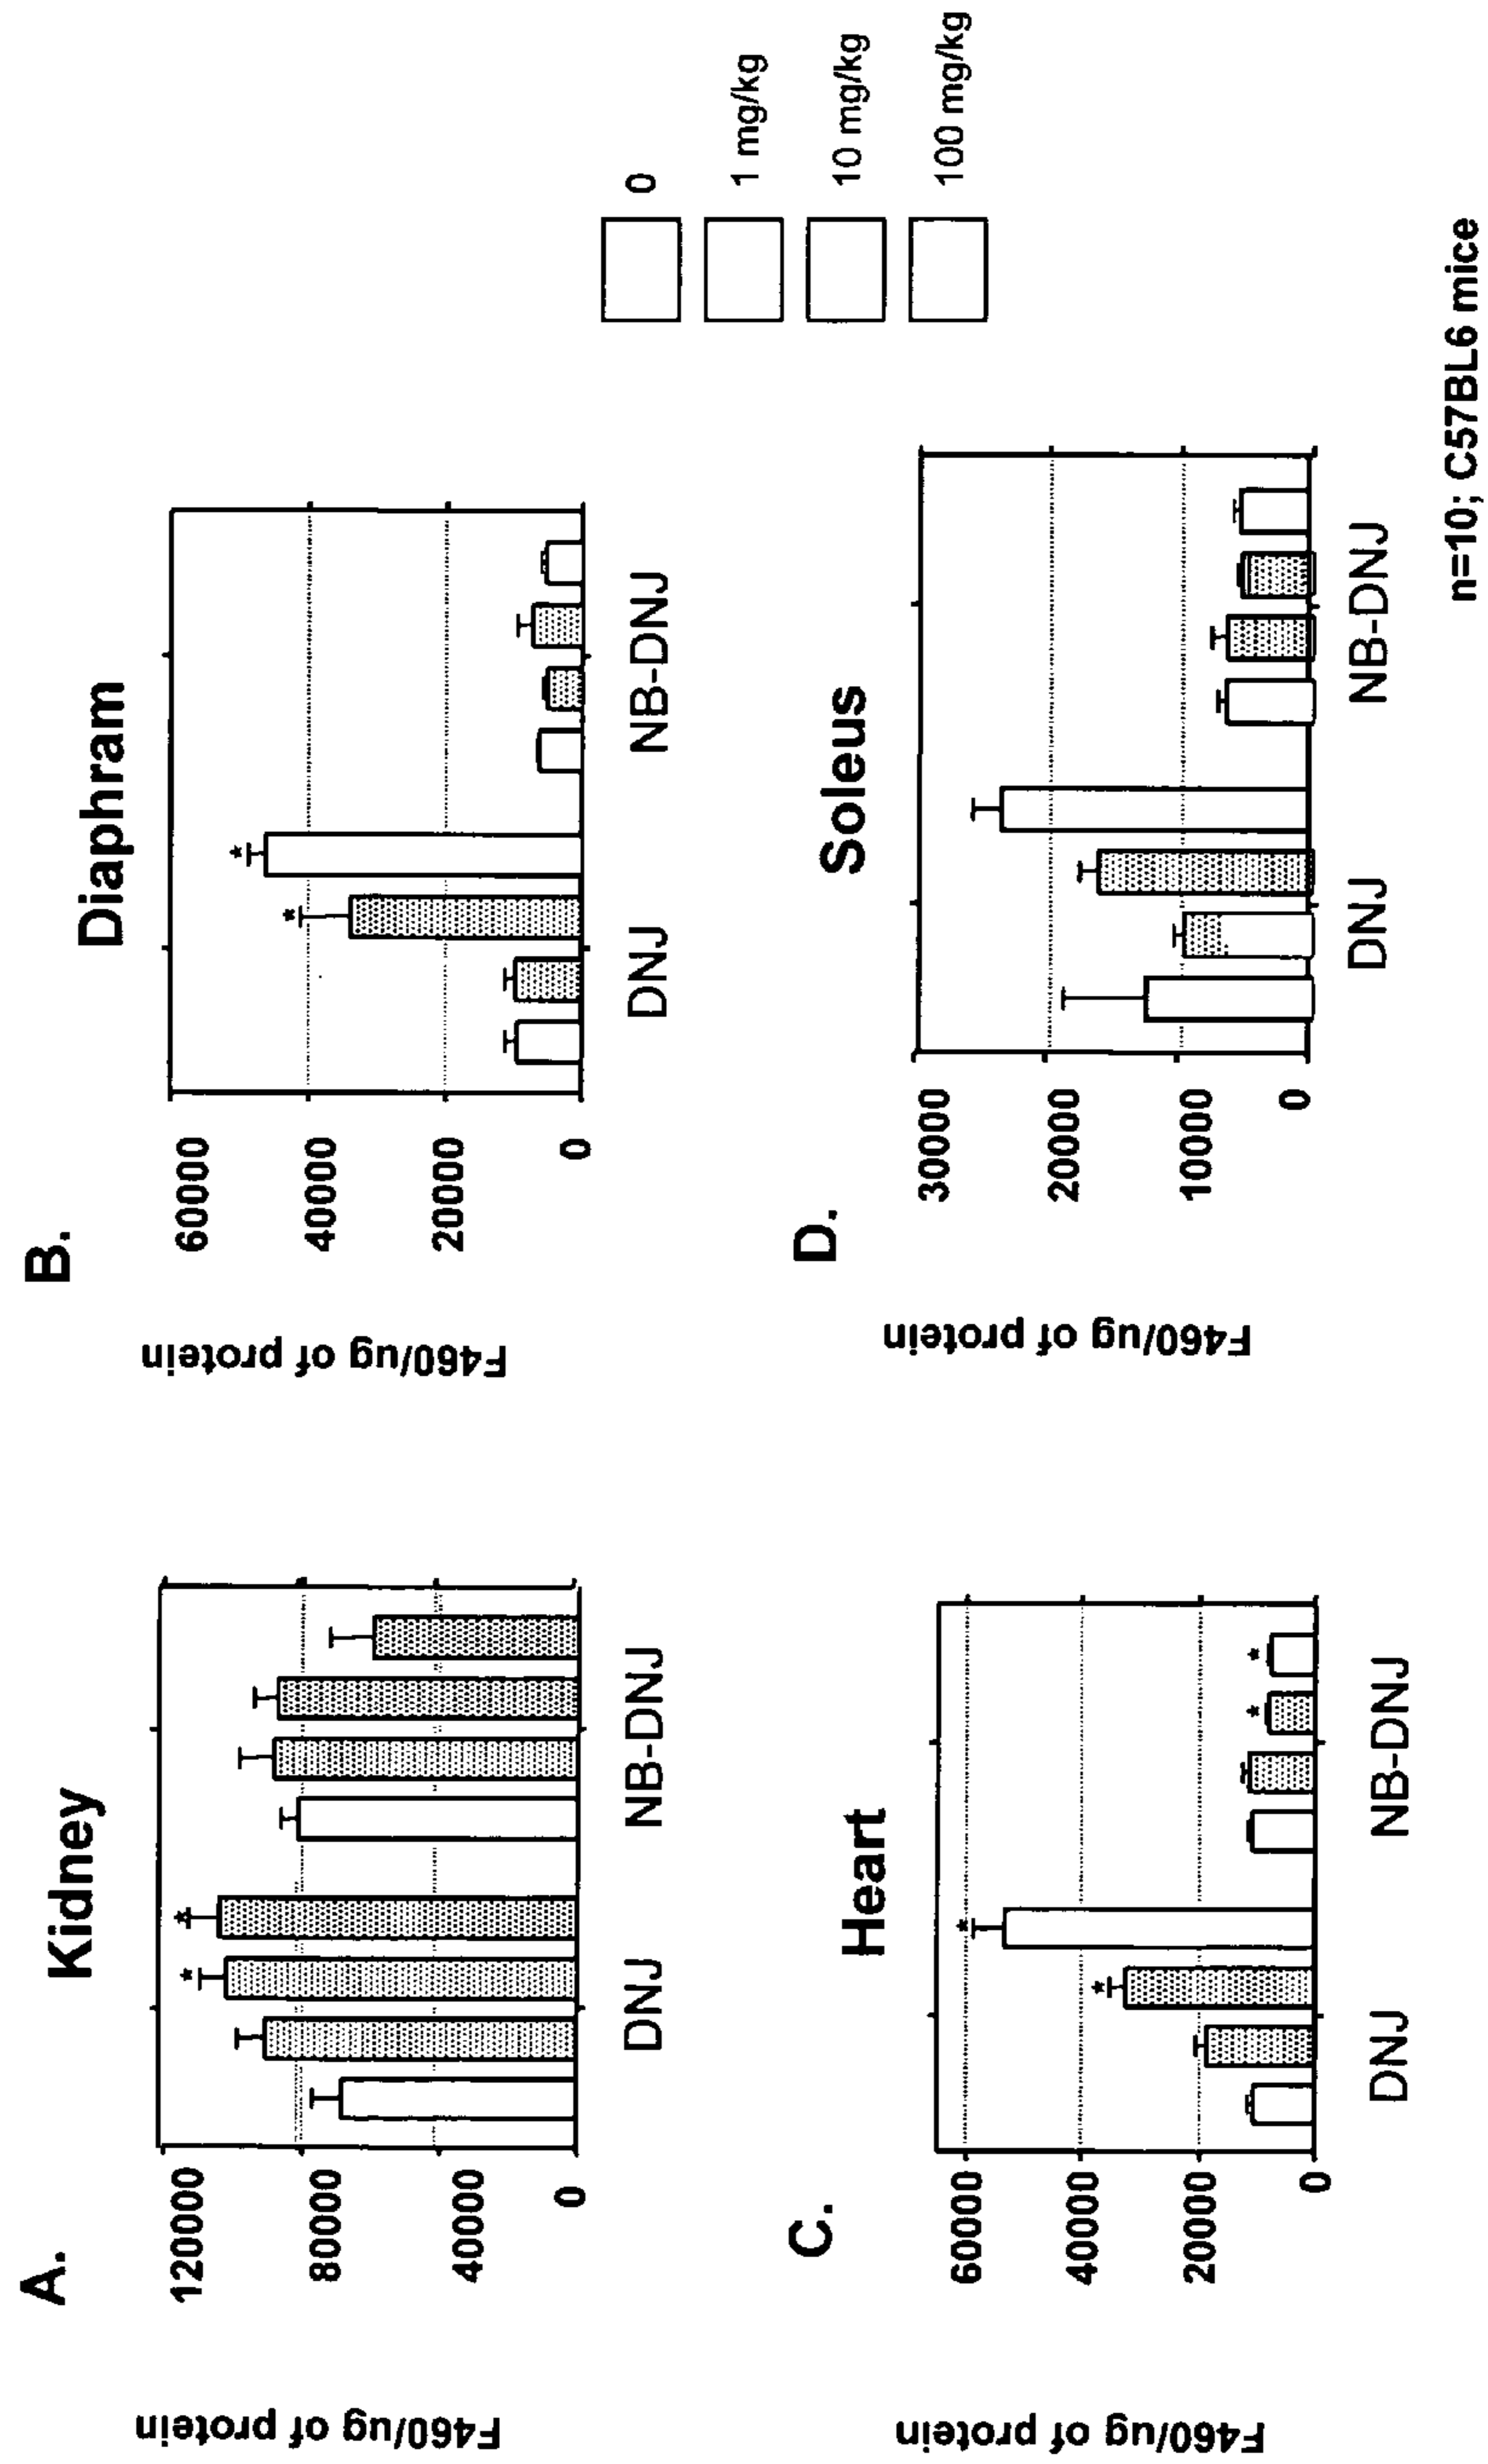 A.
Kidney
F460/ug of protein
120000
80000
40000
0
DNJ
NB-DNJ
B.
Diaphram
F460/ug of protein
60000
40000
20000
0
DNJ
NB-DNJ
C.
Heart
F460/ug of protein
60000
40000
200000
0
DNJ
NB-DNJ
D.
Soleus
F460/ug of protein
30000
20000
10000
0
DNJ
NB-DNJ
0
1 mg/kg
10 mg/kg
100 mg/kg
n=10; C57BL6 mice